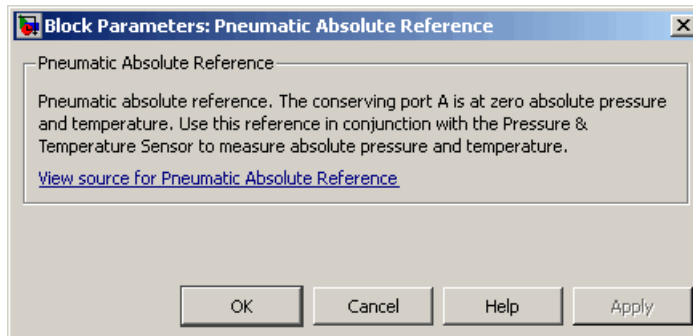 Block Parameters: Pneumatic Absolute Reference
Pneumatic Absolute Reference
Pneumatic absolute reference. The conserving port A is at zero absolute pressure
and temperature. Use this reference in conjunction with the Pressure &
Temperature Sensor to measure absolute pressure and temperature.
View source for Pneumatic Absolute Reference
OK Cancel Help Apply